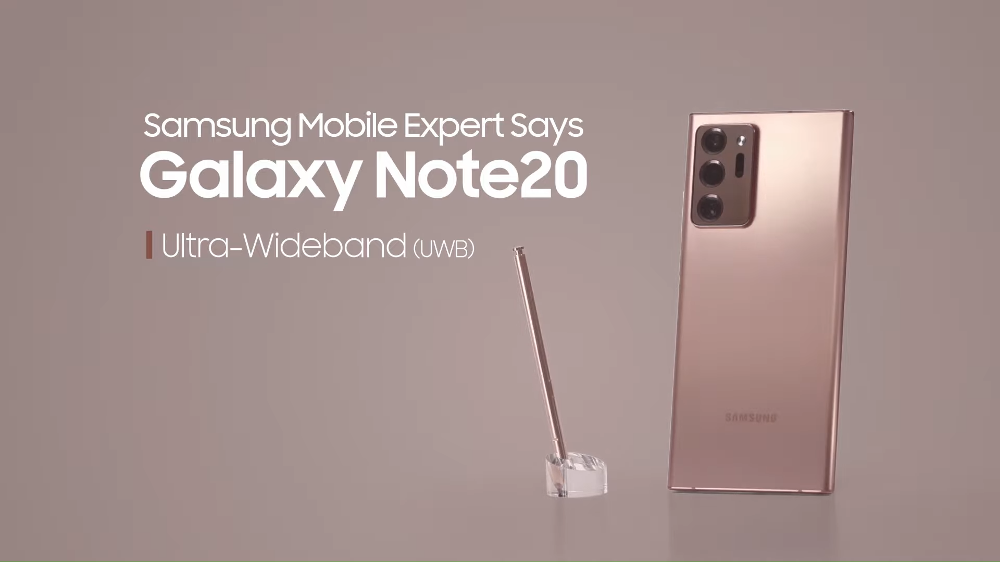 Samsung Mobile Expert Says
Galaxy Note20
Ultra-Wideband (UWB)
SAMSUNG